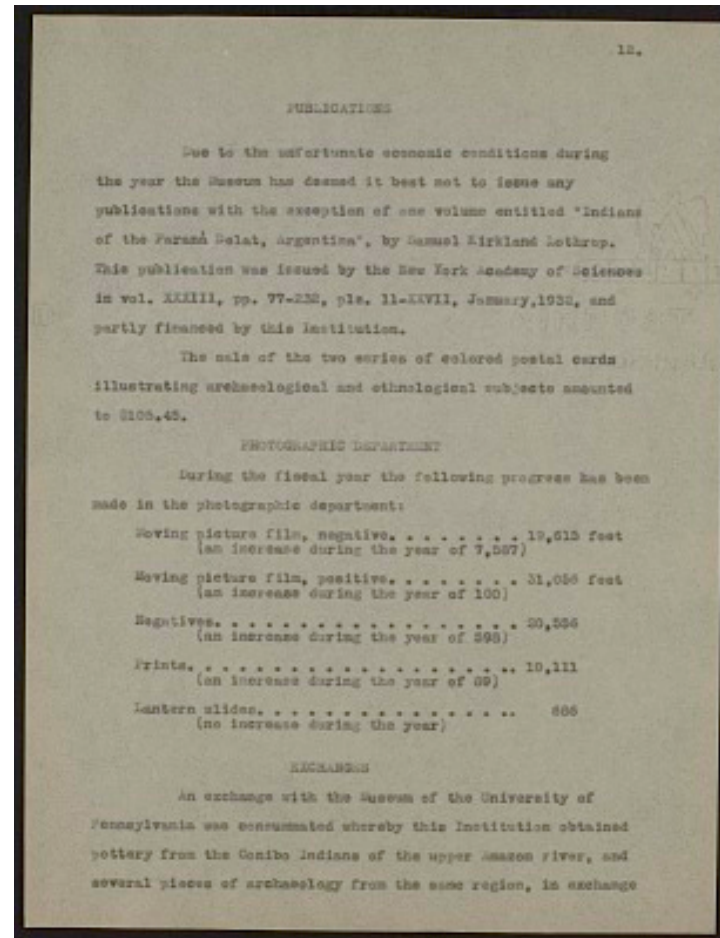 12.
PUBLICATIONS
Due to the unfortunate economic conditions during
the year the Museum has deemed it best not to issue any
publications with the exception of one volume entitled "Indians
of the Paraná Delat, Argentina", by Samuel Kirkland Lothrop.
This publication was issued by the New York Academy of Sciences
in vol. XXXIII, pp. 77-232, pls. 11-XXVII, January,1932, and
partly financed by this Institution.
The sale of the two series of colored postal cards
illustrating archaeological and ethnological subjects amounted
to $105.45.
PHOTOGRAPHIC DEPARTMENT
During the fiscal year the following progress has been
made in the photographic department:
Moving picture film, negative. . . . . . . . 19,615 feet
(an increase during the year of 7,557)
Moving picture film, positive. . . . . . . . 31,056 feet
(an increase during the year of 100)
Negatives. . . . . . . . . . . . . . . . . . 20,556
(an increase during the year of 598)
Prints. . . . . . . . . . . . . . . . . . .. 10,111
(an increase during the year of 89)
Lantern slides. . . . . . . . . . . . . . .. 686
(no increase during the year)
EXCHANGES
An exchange with the Museum of the University of
Pennsylvania was consummated whereby this Institution obtained
pottery from the Conibo Indians of the upper Amazon river, and
several pieces of archaeology from the same region, in exchange